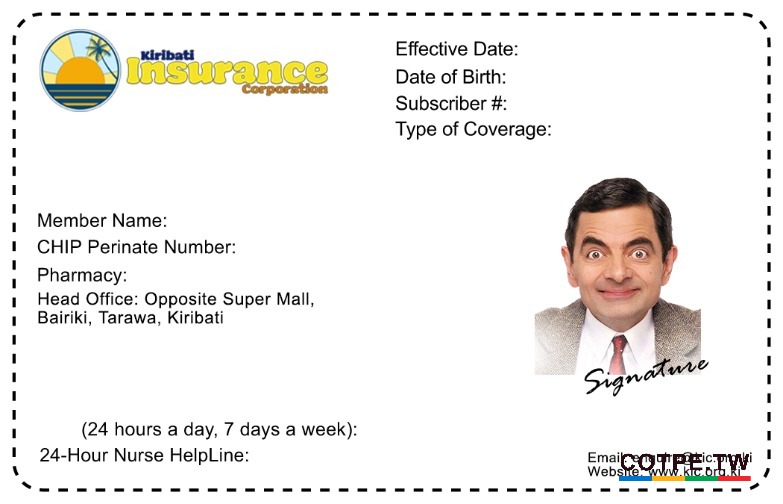 Kiribati
Insurance
Corporation
Effective Date:
Date of Birth:
Subscriber #:
Type of Coverage:
Member Name:
CHIP Perinate Number:
Pharmacy:
Head Office: Opposite Super Mall,
Bairiki, Tarawa, Kiribati
Signature
(24 hours a day, 7 days a week):
24-Hour Nurse HelpLine:
Email:
Website: www.kic.org.ki
COTPE.TW